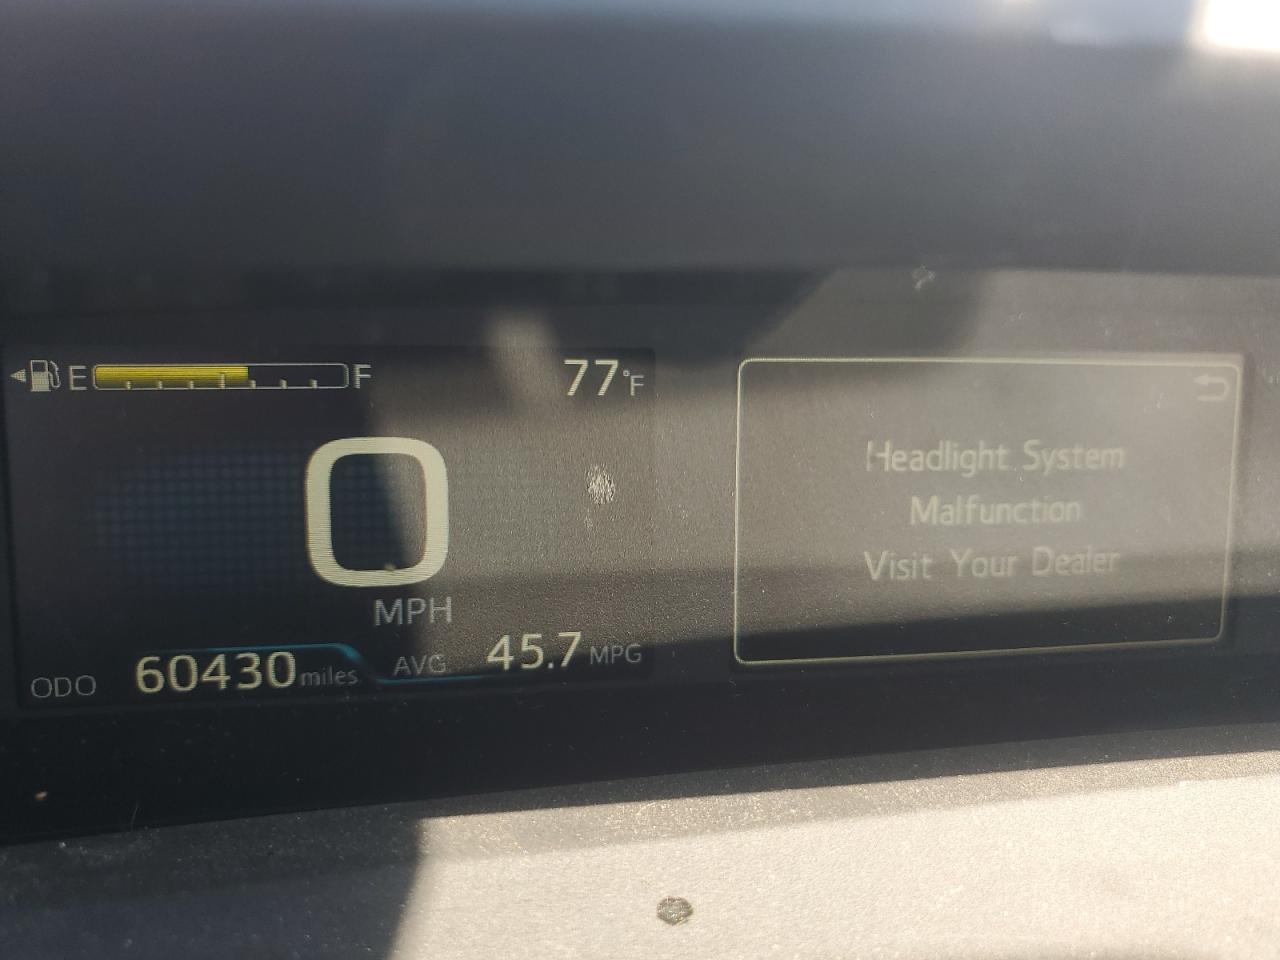 E F 77°F
0
MPH
ODO 60430 miles AVG 45.7 MPG
Headlight System
Malfunction
Visit Your Dealer